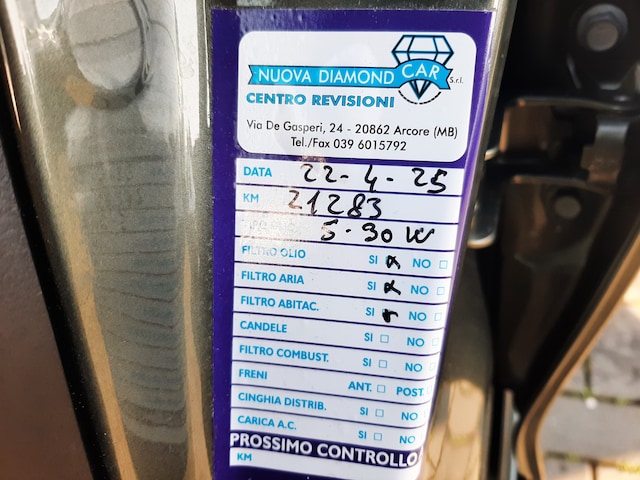 NUOVA DIAMOND CAR S.r.l.
CENTRO REVISIONI
Via De Gasperi, 24 - 20862 Arcore (MB)
Tel./Fax 039 6015792
DATA 22-4-25
KM 21283
5-30 W
FILTRO OLIO SI NO
FILTRO ARIA SI NO
FILTRO ABITAC. SI NO
CANDELE SI NO
FILTRO COMBUST. SI NO
FRENI ANT. POST.
CINGHIA DISTRIB. SI NO
CARICA A.C. SI NO
PROSSIMO CONTROLLO
KM